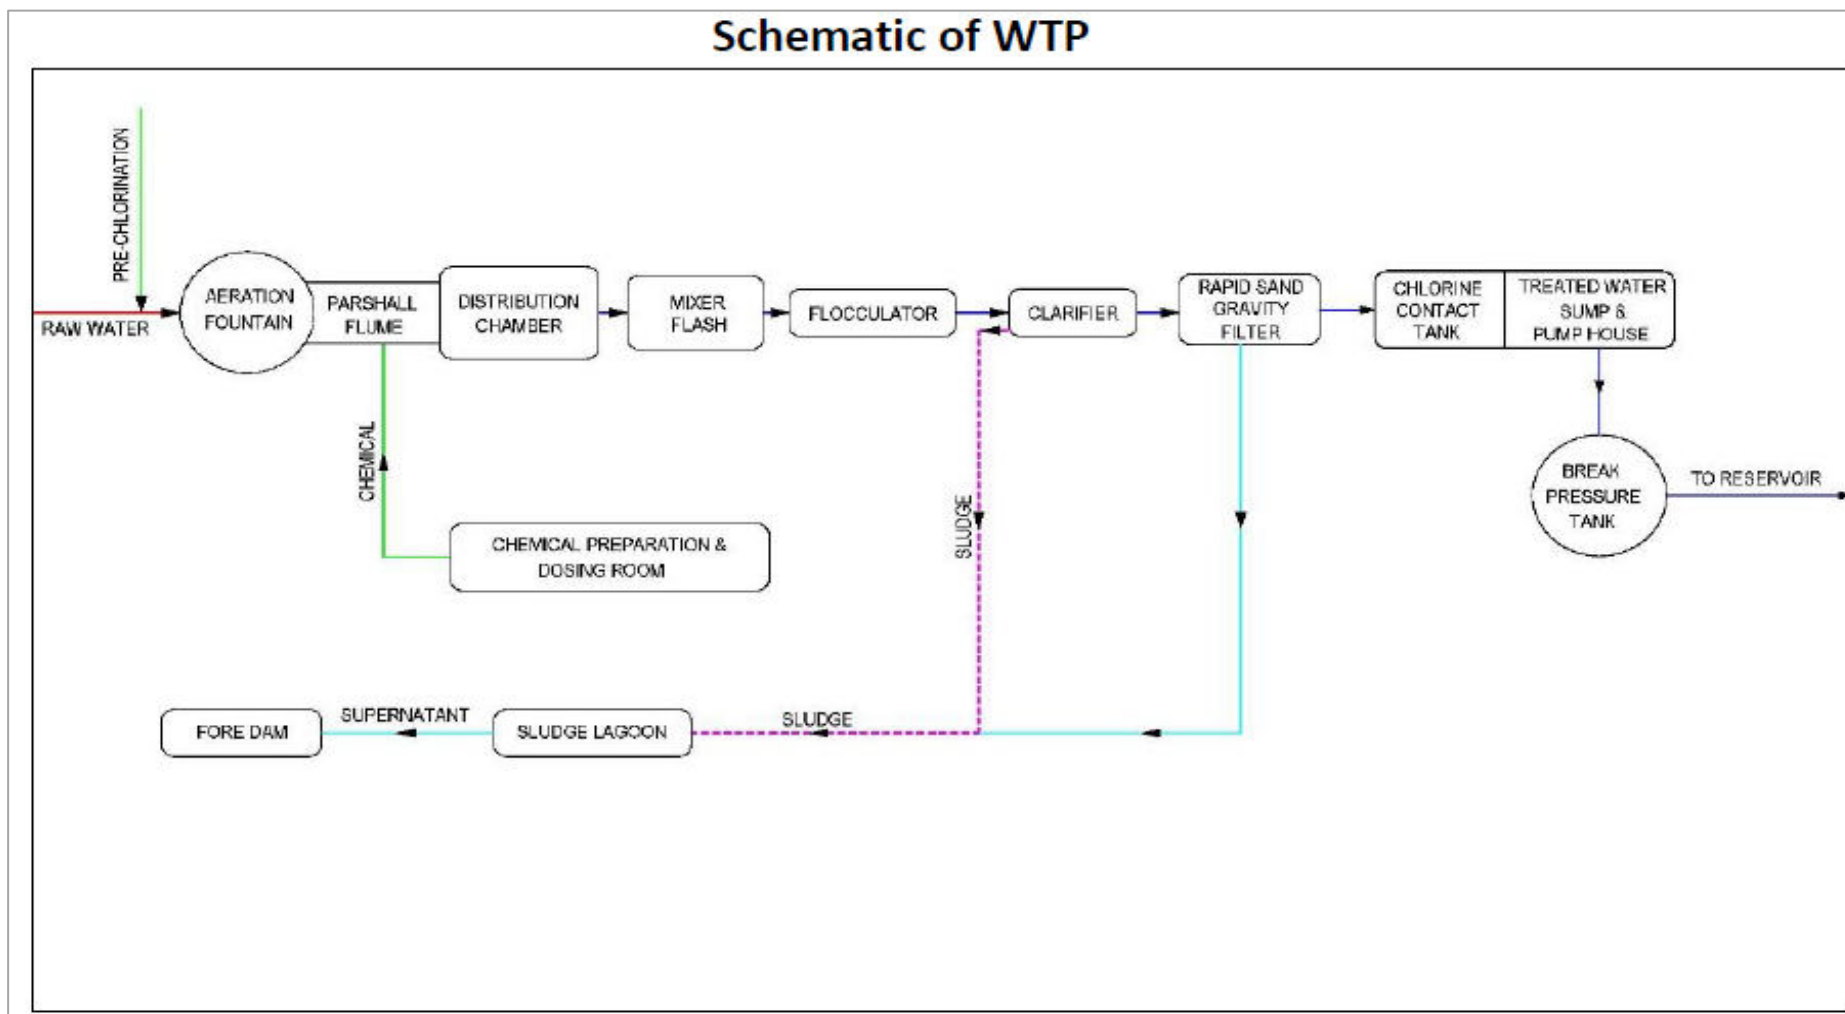 Schematic of WTP
PRE-CHLORINATION
RAW WATER
AERATION
FOUNTAIN
PARSHALL
FLUME
DISTRIBUTION
CHAMBER
MIXER
FLASH
FLOCCULATOR
CLARIFIER
RAPID SAND
GRAVITY
FILTER
CHLORINE
CONTACT
TANK
TREATED WATER
SUMP &
PUMP HOUSE
CHEMICAL
CHEMICAL PREPARATION &
DOSING ROOM
SLUDGE
BREAK
PRESSURE
TANK
TO RESERVOIR
FORE DAM
SUPERNATANT
SLUDGE LAGOON
SLUDGE